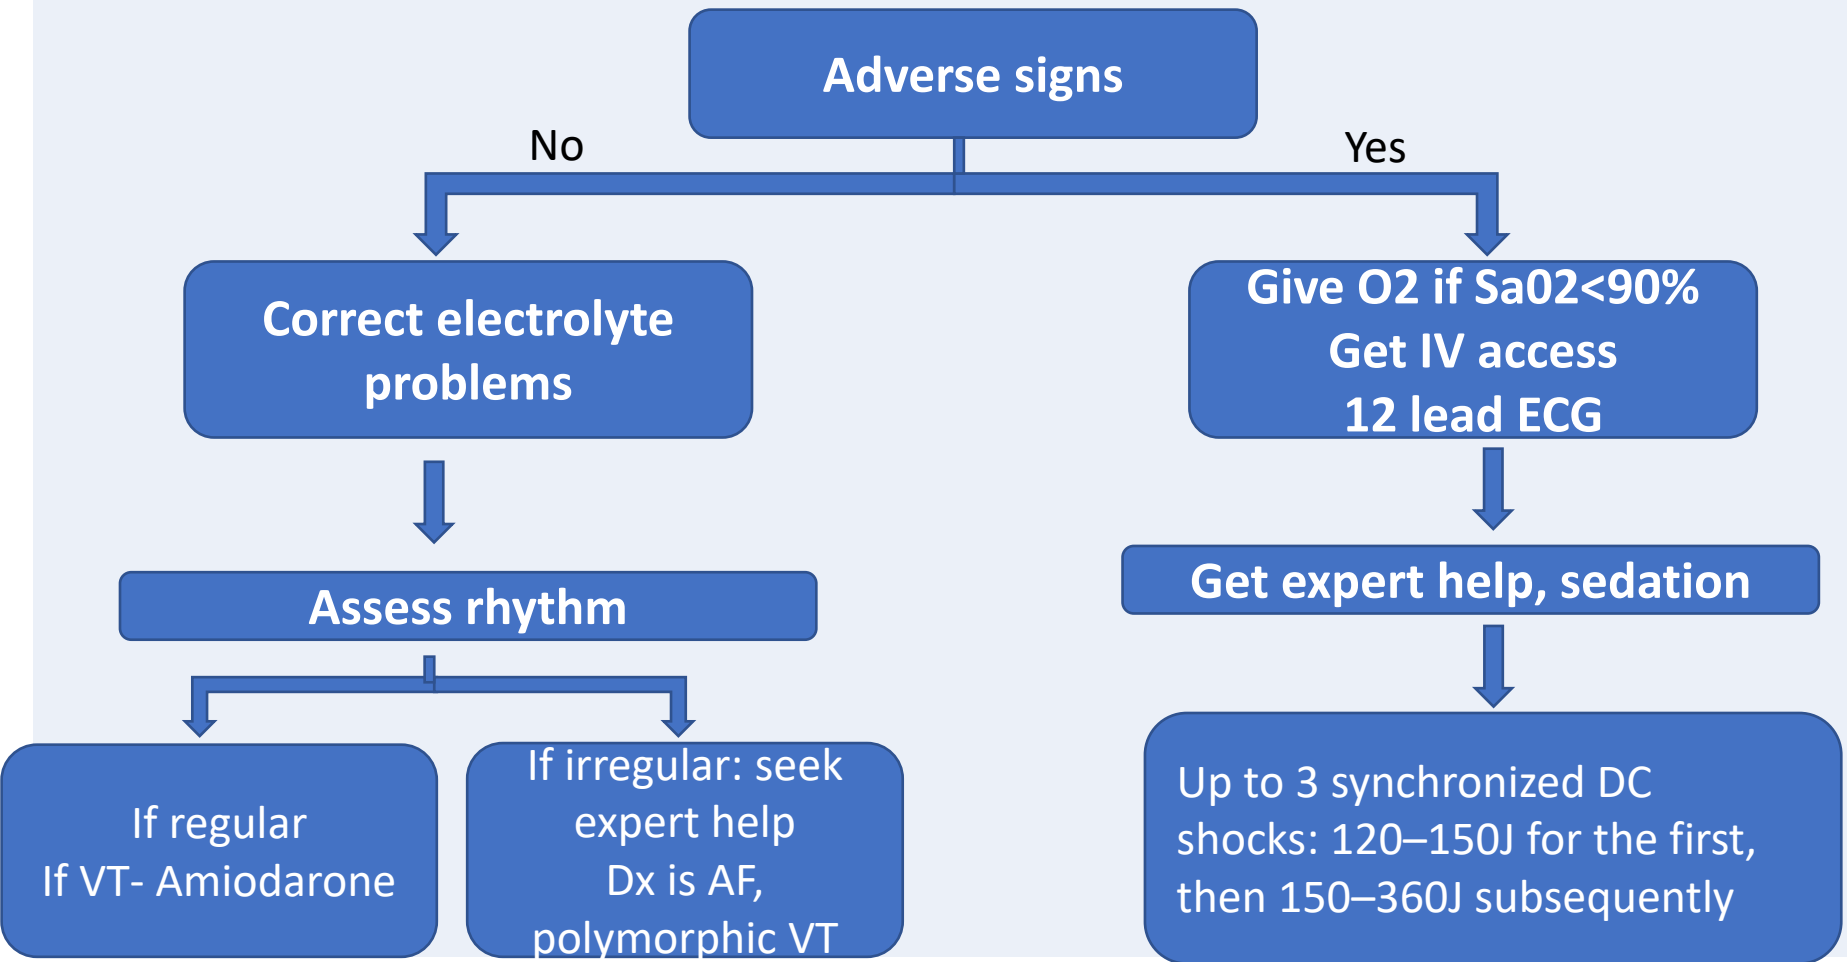 Adverse signs
No
Yes
Correct electrolyte
problems
Give O2 if Sa02<90%
Get IV access
12 lead ECG
Assess rhythm
Get expert help, sedation
If regular
If VT- Amiodarone
If irregular: seek
expert help
Dx is AF,
polymorphic VT
Up to 3 synchronized DC
shocks: 120–150J for the first,
then 150–360J subsequently